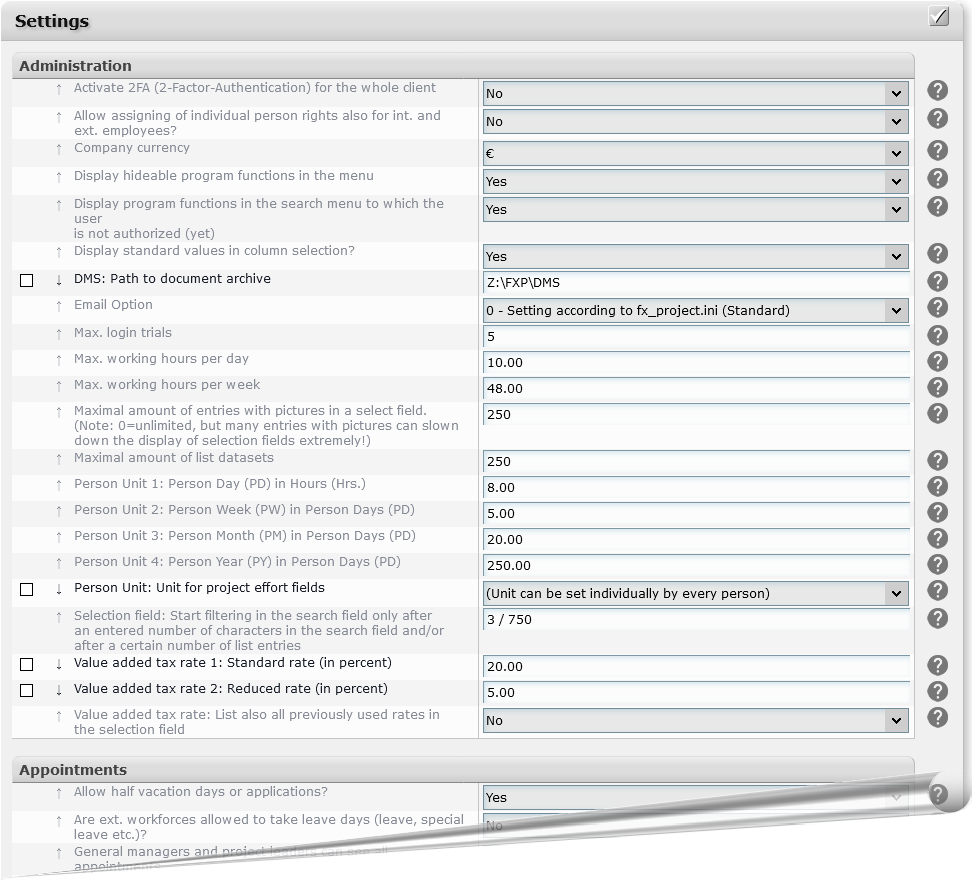 Settings
Administration
↑ Activate 2FA (2-Factor-Authentication) for the whole client
No
↑ Allow assigning of individual person rights also for int. and
ext. employees?
No
↑ Company currency
€
↑ Display hideable program functions in the menu
Yes
↑ Display program functions in the search menu to which the
user
is not authorized (yet)
Yes
↑ Display standard values in column selection?
Yes
↓ DMS: Path to document archive
Z:\FXP\DMS
↑ Email Option
0 - Setting according to fx_project.ini (Standard)
↑ Max. login trials
5
↑ Max. working hours per day
10.00
↑ Max. working hours per week
48.00
↑ Maximal amount of entries with pictures in a select field.
(Note: 0=unlimited, but many entries with pictures can slow
down the display of selection fields extremely!)
250
↑ Maximal amount of list datasets
250
↑ Person Unit 1: Person Day (PD) in Hours (Hrs.)
8.00
↑ Person Unit 2: Person Week (PW) in Person Days (PD)
5.00
↑ Person Unit 3: Person Month (PM) in Person Days (PD)
20.00
↑ Person Unit 4: Person Year (PY) in Person Days (PD)
250.00
↓ Person Unit: Unit for project effort fields
(Unit can be set individually by every person)
↑ Selection field: Start filtering in the search field only after
an entered number of characters in the search field and/or
after a certain number of list entries
3 / 750
↓ Value added tax rate 1: Standard rate (in percent)
20.00
↓ Value added tax rate 2: Reduced rate (in percent)
5.00
↑ Value added tax rate: List also all previously used rates in
the selection field
No
Appointments
↑ Allow half vacation days or applications?
Yes
↑ Are ext. workforces allowed to take leave days (leave, special
leave etc.)?
No
↑ General managers and project leaders can see all
appointments